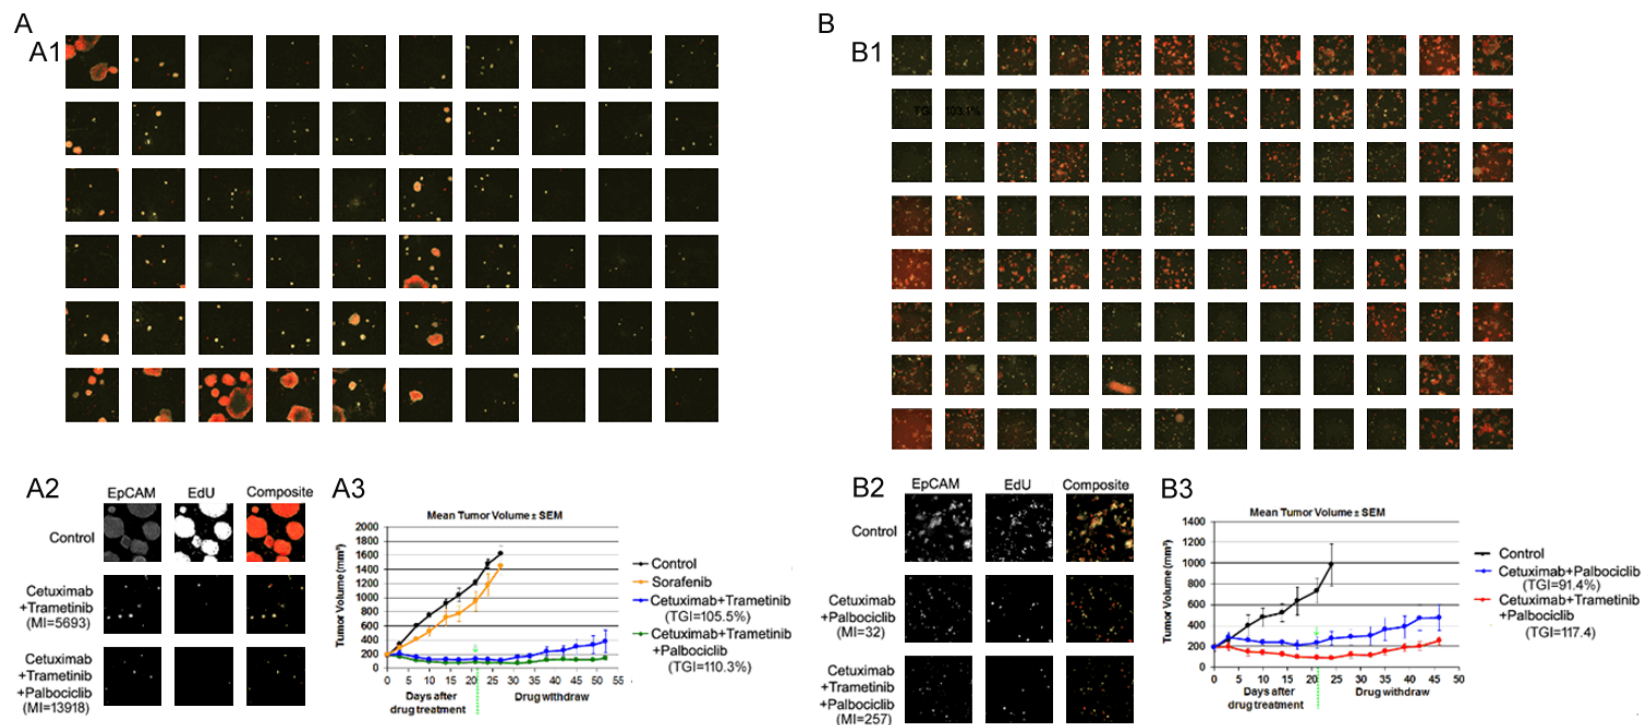 A
A1
B
B1
TGI 103.1%
A2
EpCAM
EdU
Composite
Control
Cetuximab
+Trametinib
(MI=5693)
Cetuximab
+Trametinib
+Palbociclib
(MI=13918)
A3
Mean Tumor Volume ± SEM
Tumor Volume (mm³)
2000
1800
1600
1400
1200
1000
800
600
400
200
0
0 5 10 15 20 25 30 35 40 45 50 52 55
Days after
drug treatment
Drug withdraw
Control
Sorafenib
Cetuximab+Trametinib
(TGI=105.5%)
Cetuximab+Trametinib
+Palbociclib
(TGI=110.3%)
B2
EpCAM
EdU
Composite
Control
Cetuximab
+Palbociclib
(MI=32)
Cetuximab
+Trametinib
+Palbociclib
(MI=257)
B3
Mean Tumor Volume ± SEM
Tumor Volume (mm³)
1400
1200
1000
800
600
400
200
0
0 5 10 15 20 25 30 35 40 45 50
Days after
drug treatment
Drug withdraw
Control
Cetuximab+Palbociclib
(TGI=91.4%)
Cetuximab+Trametinib
+Palbociclib
(TGI=117.4)